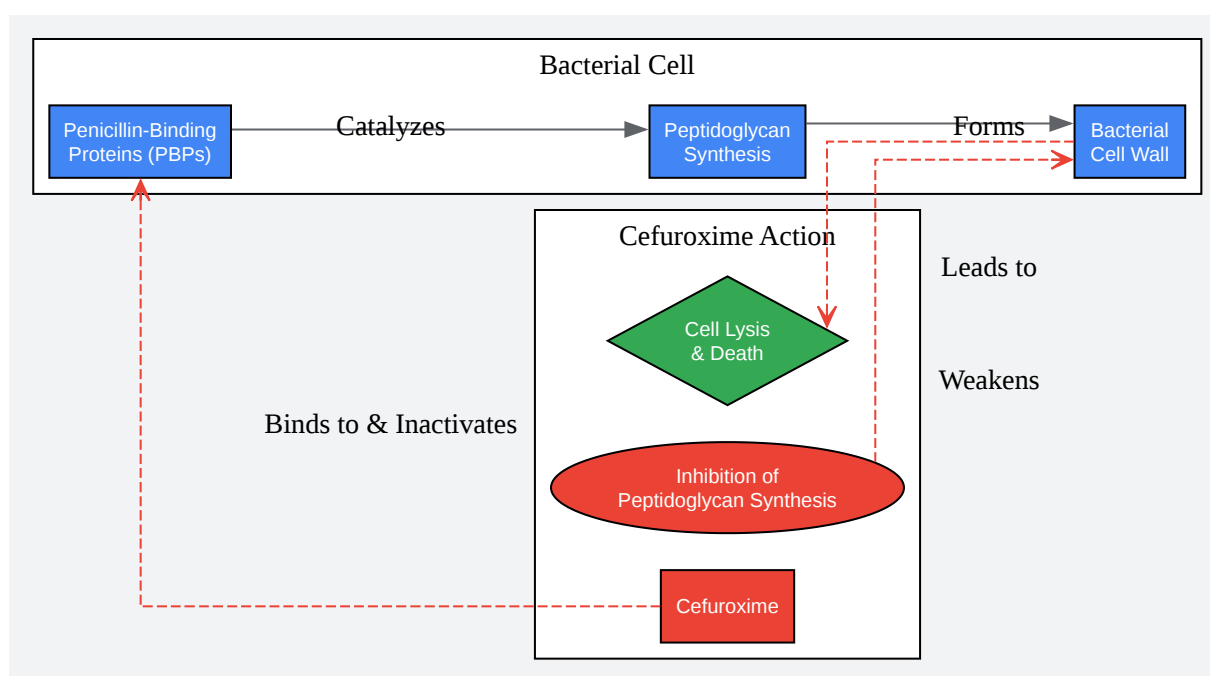 Bacterial Cell
Penicillin-Binding
Proteins (PBPs)
Catalyzes
Peptidoglycan
Synthesis
Forms
Bacterial
Cell Wall
Cefuroxime Action
Leads to
Cell Lysis
& Death
Weakens
Binds to & Inactivates
Inhibition of
Peptidoglycan Synthesis
Cefuroxime